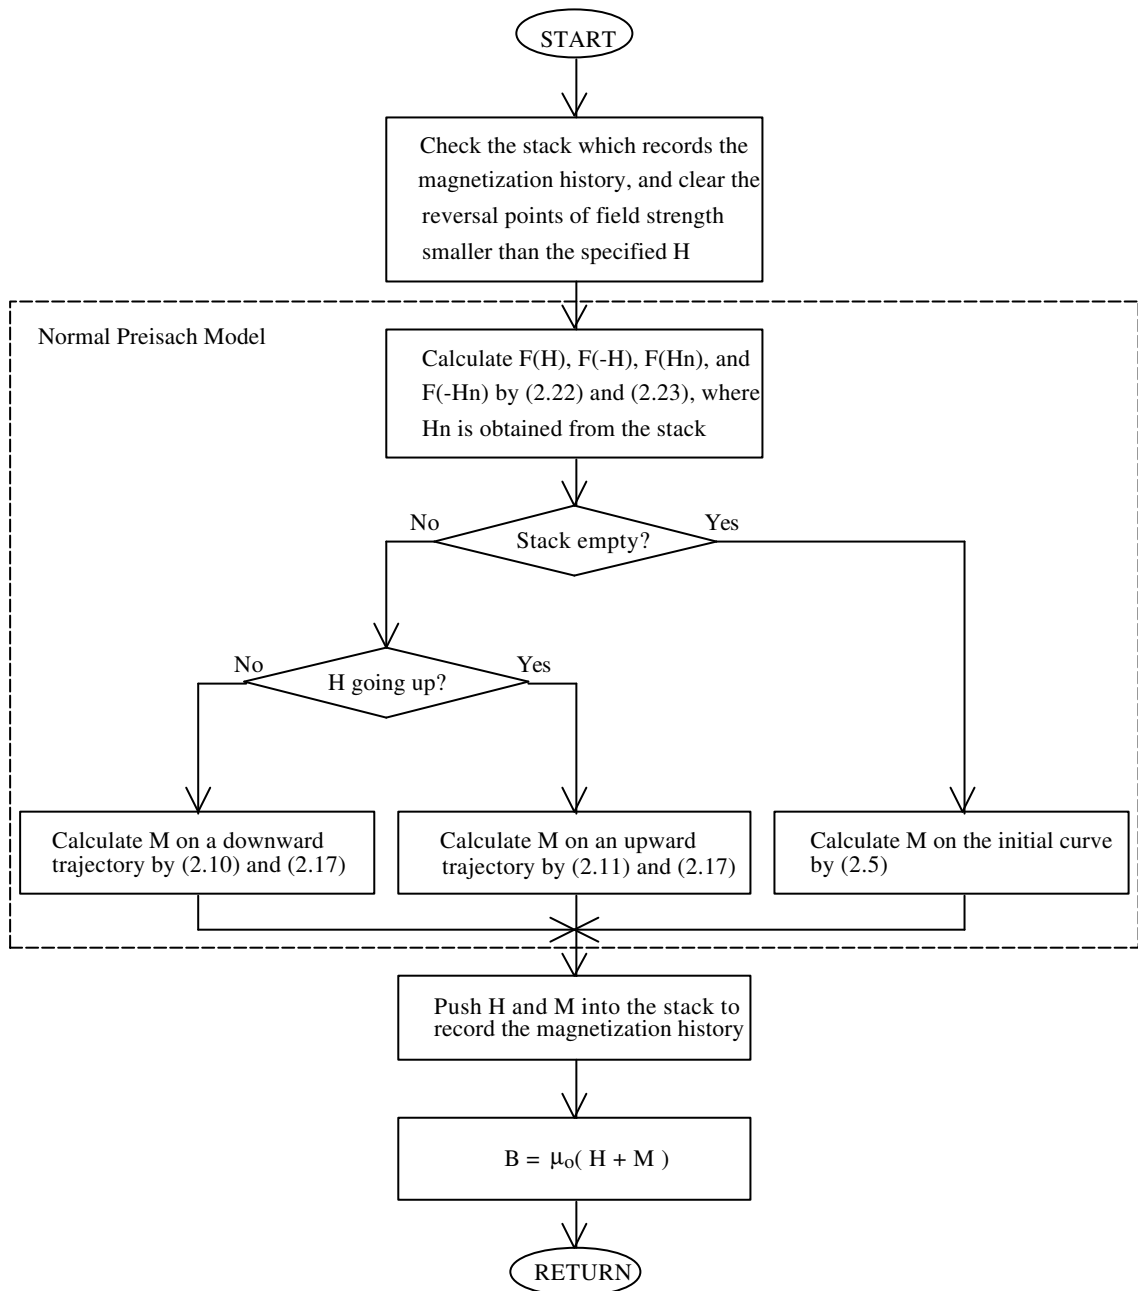 START
Check the stack which records the
magnetization history, and clear the
reversal points of field strength
smaller than the specified H
Normal Preisach Model
Calculate F(H), F(-H), F(Hn), and
F(-Hn) by (2.22) and (2.23), where
Hn is obtained from the stack
No
Yes
Stack empty?
No
Yes
H going up?
Calculate M on a downward
trajectory by (2.10) and (2.17)
Calculate M on an upward
trajectory by (2.11) and (2.17)
Calculate M on the initial curve
by (2.5)
Push H and M into the stack to
record the magnetization history
B = μo( H + M )
RETURN